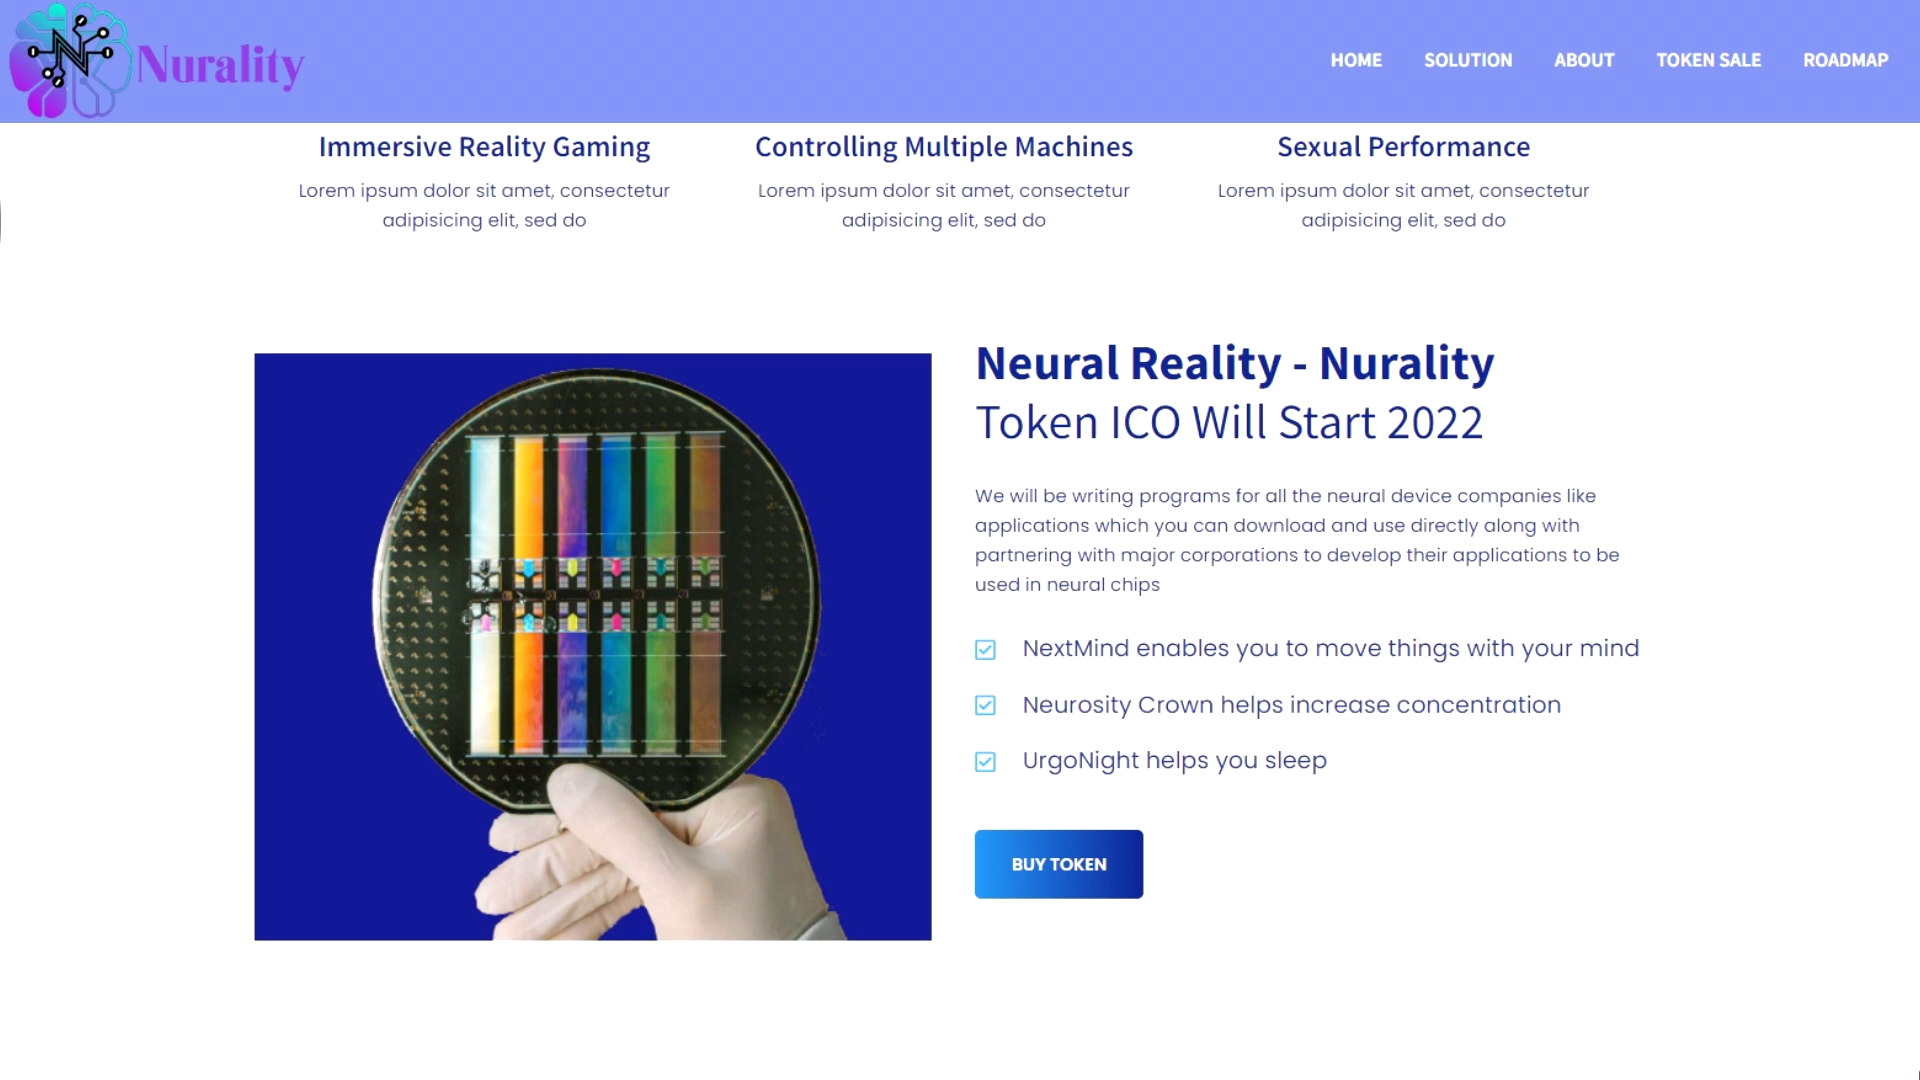 Nurality
HOME SOLUTION ABOUT TOKEN SALE ROADMAP
Immersive Reality Gaming
Lorem ipsum dolor sit amet, consectetur
adipisicing elit, sed do
Controlling Multiple Machines
Lorem ipsum dolor sit amet, consectetur
adipisicing elit, sed do
Sexual Performance
Lorem ipsum dolor sit amet, consectetur
adipisicing elit, sed do
Neural Reality - Nurality
Token ICO Will Start 2022
We will be writing programs for all the neural device companies like
applications which you can download and use directly along with
partnering with major corporations to develop their applications to be
used in neural chips
NextMind enables you to move things with your mind
Neurosity Crown helps increase concentration
UrgoNight helps you sleep
BUY TOKEN